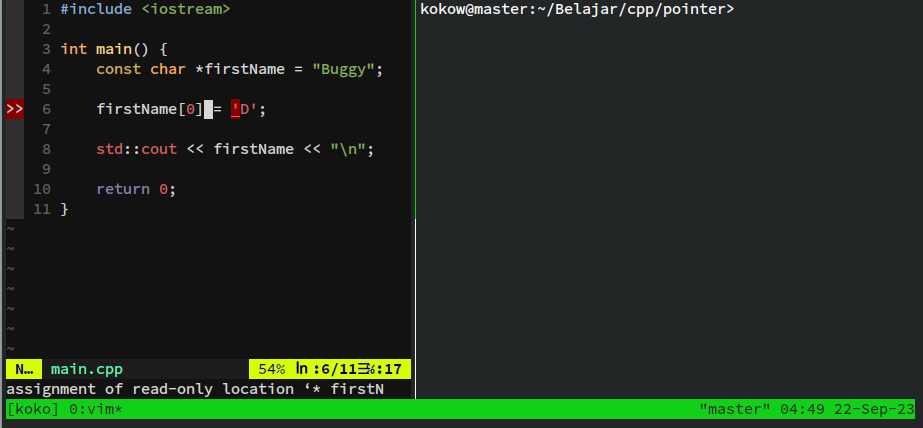 1 #include <iostream>
2
3 int main() {
4     const char *firstName = "Buggy";
5
>> 6     firstName[0] = 'D';
7
8     std::cout << firstName << "\n";
9
10     return 0;
11 }
~
~
~
~
~
~
~
N… main.cpp 54% ㏑:6/11☰℅:17
assignment of read-only location ‘* firstN
kokow@master:~/Belajar/cpp/pointer>
[koko] 0:vim* "master" 04:49 22-Sep-23